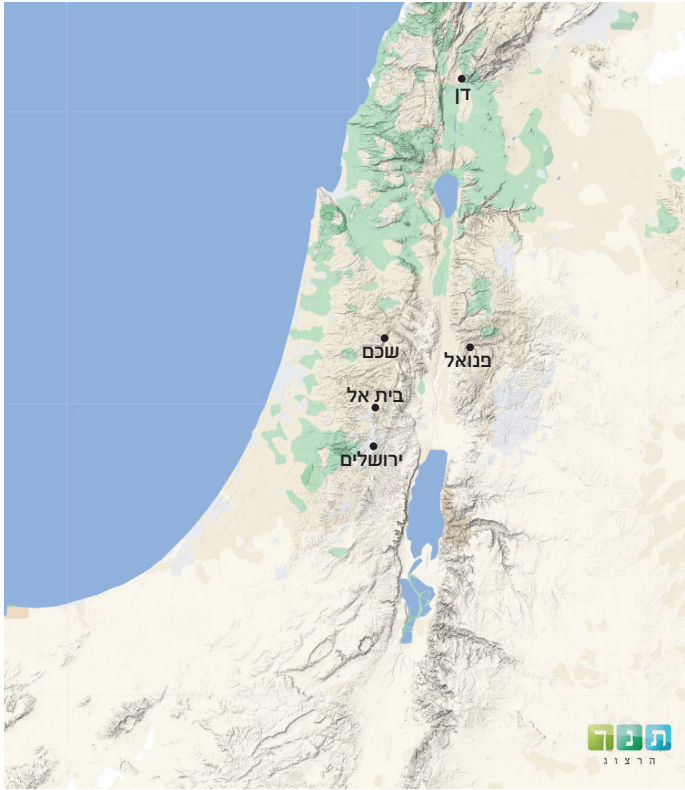 דן
שכם
פנואל
בית אל
ירושלים
תנך
הרצוג